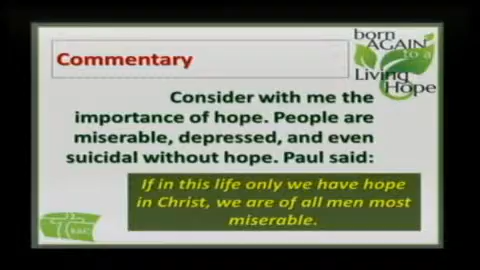 Commentary
born
AGAIN to a
Living
Hope
Consider with me the
importance of hope. People are
miserable, depressed, and even
suicidal without hope. Paul said:
If in this life only we have hope
in Christ, we are of all men most
miserable.